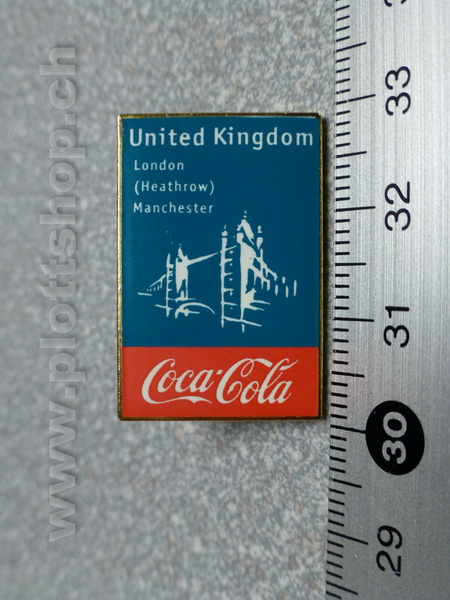 United Kingdom
London
(Heathrow)
Manchester
Coca-Cola
33
32
31
30
29
www.plottshop.ch